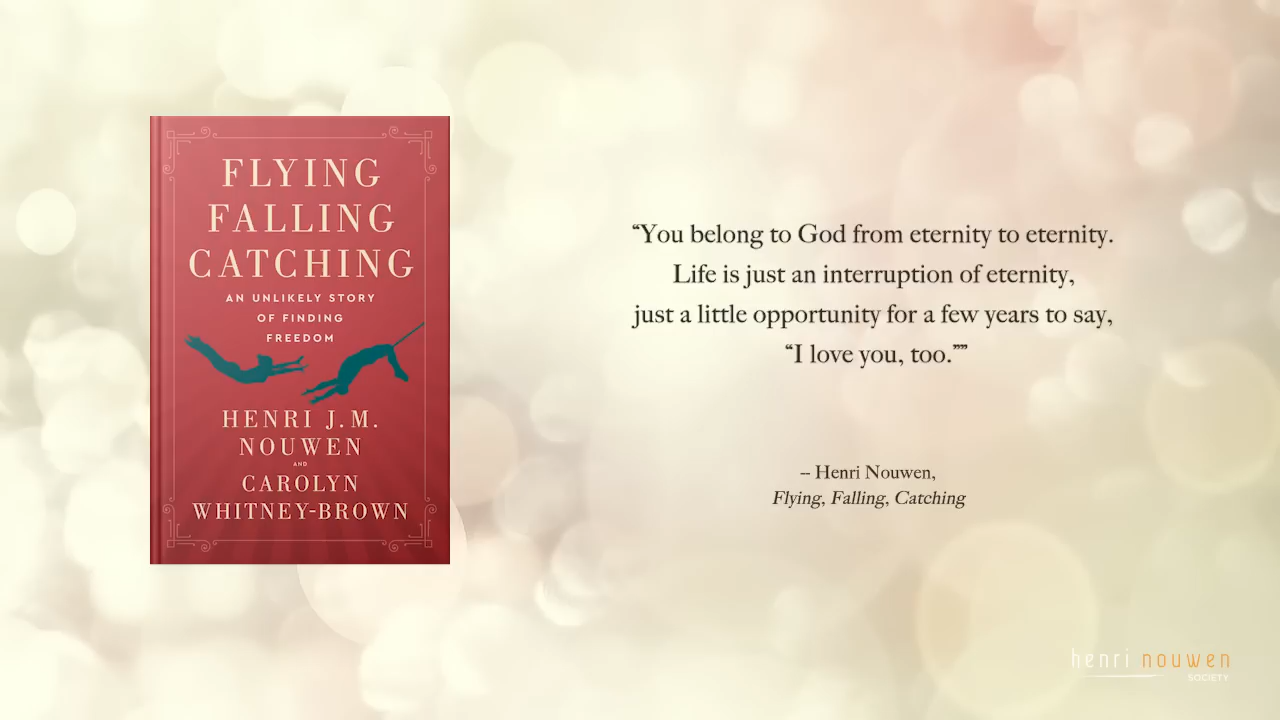 FLYING
FALLING
CATCHING
AN UNLIKELY STORY
OF FINDING
FREEDOM
HENRI J.M.
NOUWEN
AND
CAROLYN
WHITNEY-BROWN
“You belong to God from eternity to eternity.
Life is just an interruption of eternity,
just a little opportunity for a few years to say,
“I love you, too.””
-- Henri Nouwen,
Flying, Falling, Catching
henri nouwen
SOCIETY